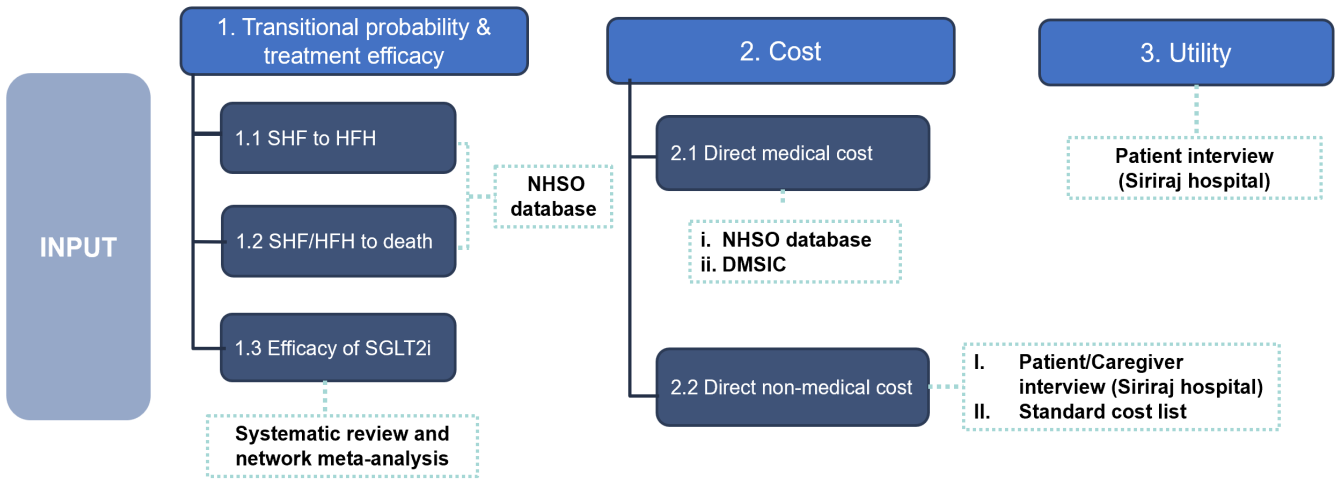 INPUT
1. Transitional probability &
treatment efficacy
1.1 SHF to HFH
1.2 SHF/HFH to death
NHSO
database
1.3 Efficacy of SGLT2i
Systematic review and
network meta-analysis
2. Cost
2.1 Direct medical cost
i. NHSO database
ii. DMSIC
2.2 Direct non-medical cost
I. Patient/Caregiver
interview (Siriraj hospital)
II. Standard cost list
3. Utility
Patient interview
(Siriraj hospital)